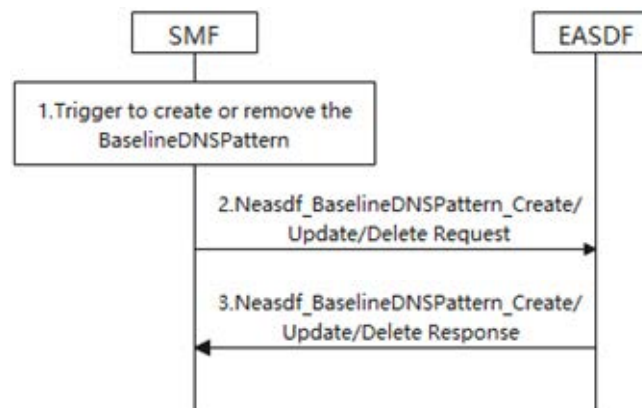 SMF
EASDF
1.Trigger to create or remove the
BaselineDNSPattern
2.Neasdf_BaselineDNSPattern_Create/
Update/Delete Request
3.Neasdf_BaselineDNSPattern_Create/
Update/Delete Response